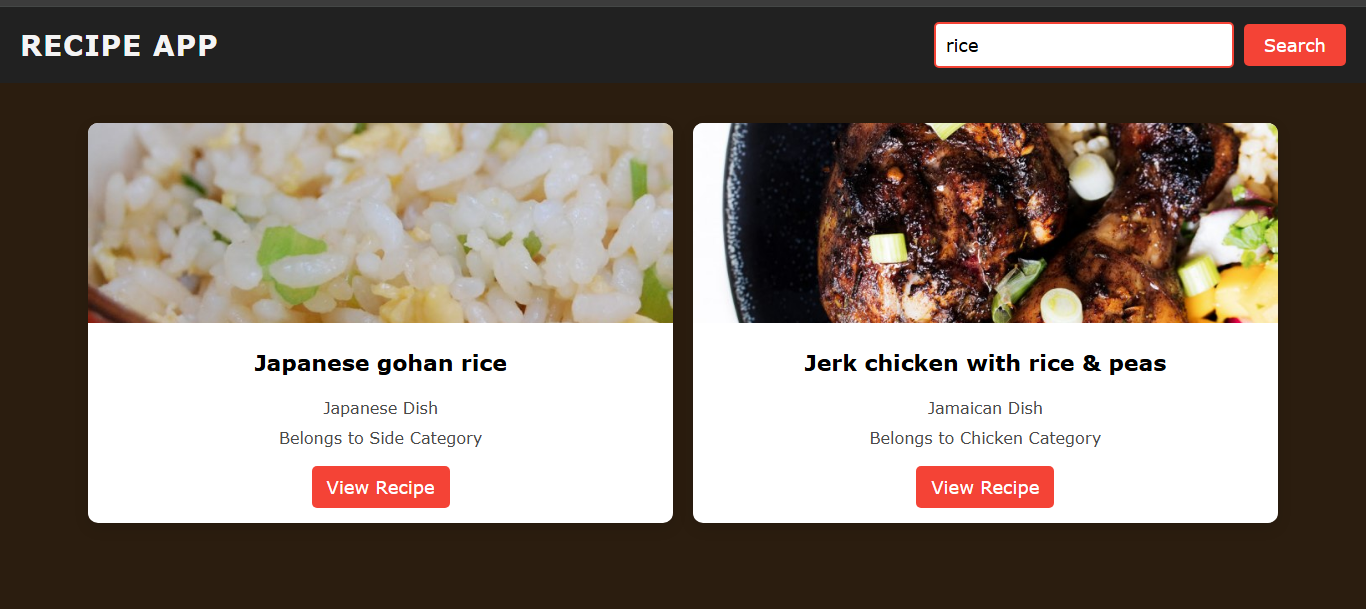 RECIPE APP
rice
Search
Japanese gohan rice
Japanese Dish
Belongs to Side Category
View Recipe
Jerk chicken with rice & peas
Jamaican Dish
Belongs to Chicken Category
View Recipe